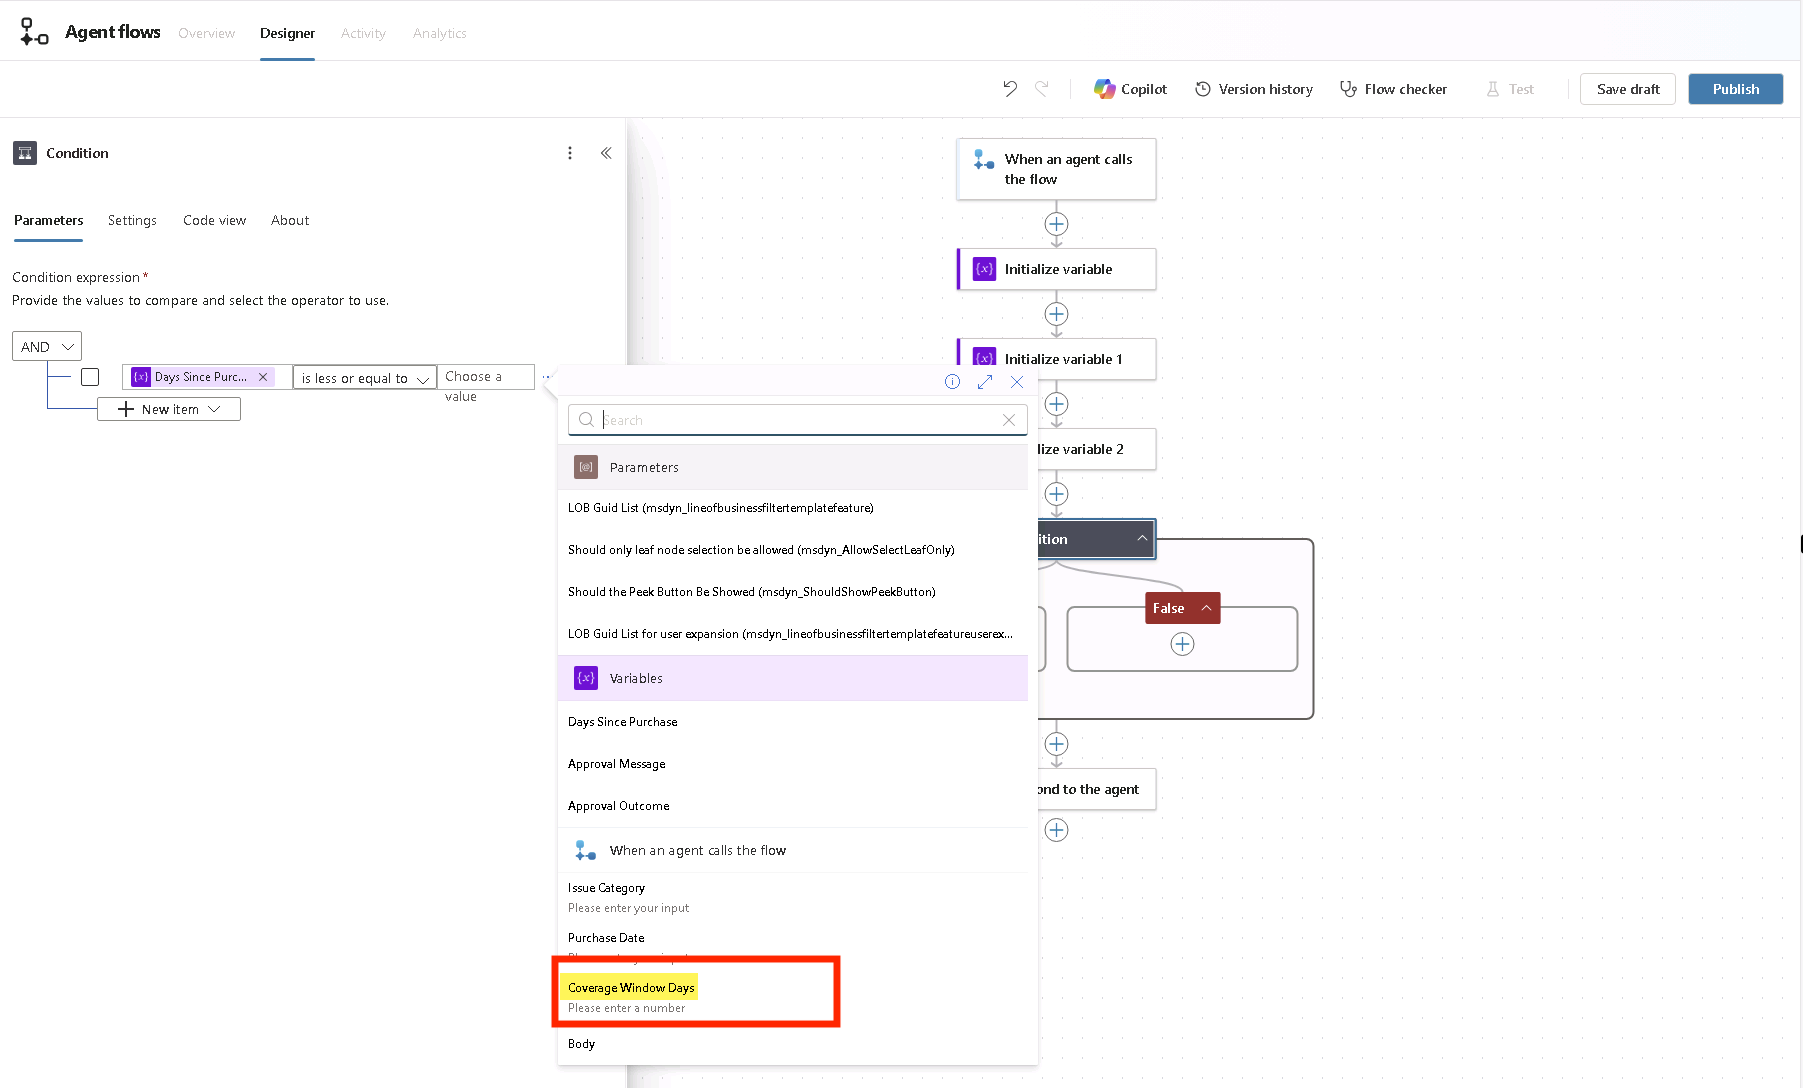 Agent flows
Overview
Designer
Activity
Analytics
Copilot
Version history
Flow checker
Test
Save draft
Publish
Condition
Parameters
Settings
Code view
About
Condition expression*
Provide the values to compare and select the operator to use.
AND
{x} Days Since Purc...
is less or equal to
Choose a
value
...
New item
Search
[@] Parameters
LOB Guid List (msdyn_lineofbusinessfiltertemplatefeature)
Should only leaf node selection be allowed (msdyn_AllowSelectLeafOnly)
Should the Peek Button Be Showed (msdyn_ShouldShowPeekButton)
LOB Guid List for user expansion (msdyn_lineofbusinessfiltertemplatefeatureuserex...
{x} Variables
Days Since Purchase
Approval Message
Approval Outcome
When an agent calls the flow
Issue Category
Please enter your input
Purchase Date
Coverage Window Days
Please enter a number
Body
When an agent calls
the flow
{x} Initialize variable
{x} Initialize variable 1
lize variable 2
ition
False
ond to the agent